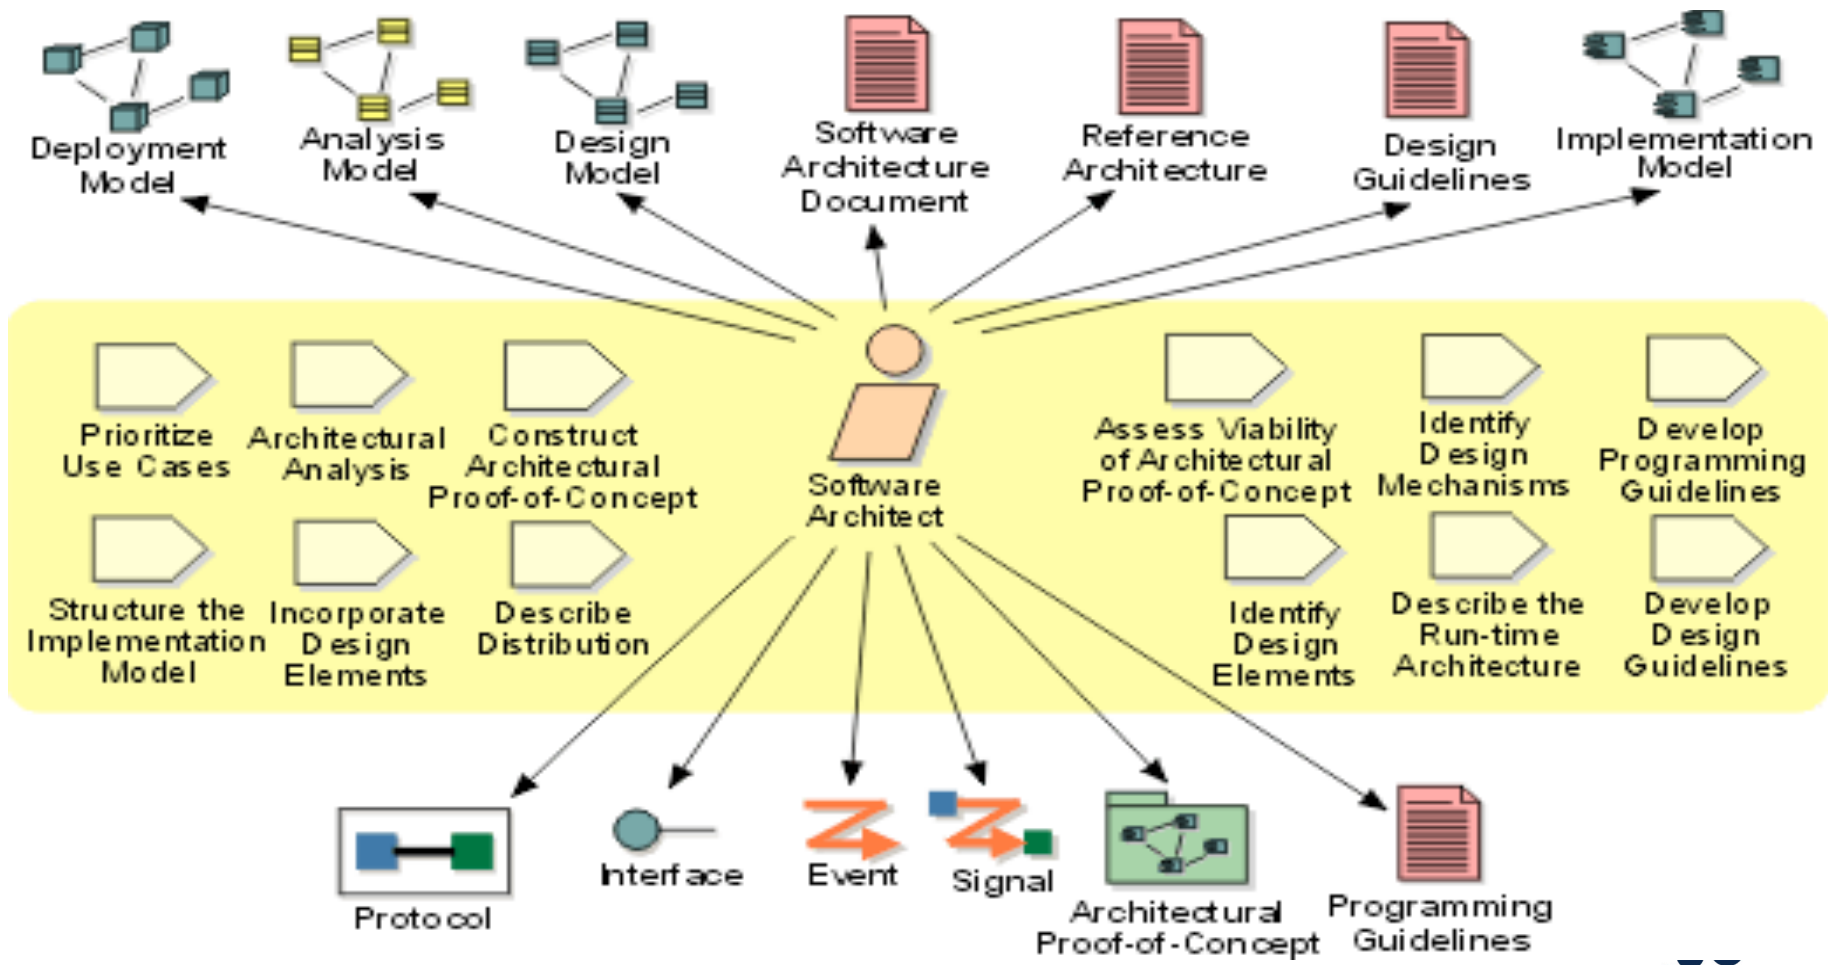 Deployment
Model
Analysis
Model
Design
Model
Software
Architecture
Document
Reference
Architecture
Design
Guidelines
Implementation
Model
Prioritize
Use Cases
Architectural
Analysis
Construct
Architectural
Proof-of-Concept
Software
Architect
Assess Viability
of Architectural
Proof-of-Concept
Identify
Design
Mechanisms
Develop
Programming
Guidelines
Structure the
Implementation
Model
Incorporate
Design
Elements
Describe
Distribution
Identify
Design
Elements
Describe the
Run-time
Architecture
Develop
Design
Guidelines
Protocol
Interface
Event
Signal
Architectural
Proof-of-Concept
Programming
Guidelines